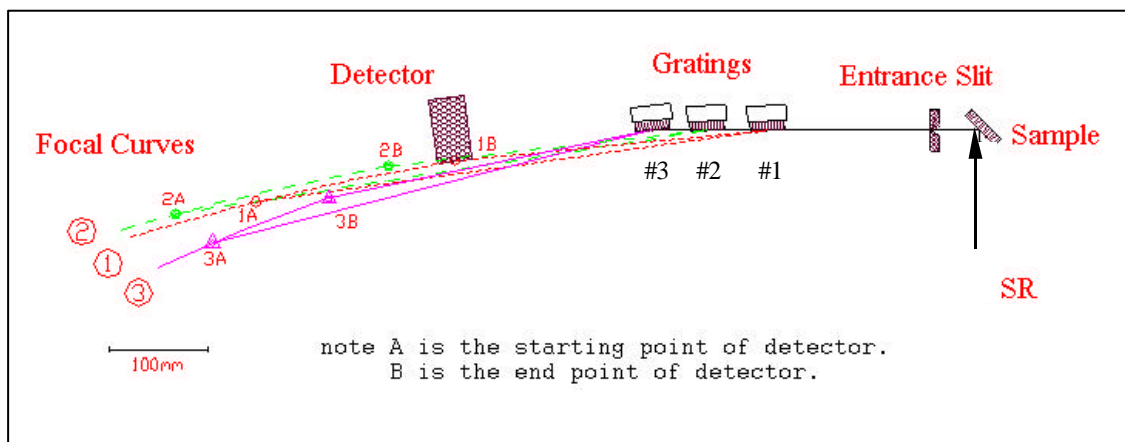 Gratings
Detector
Entrance Slit
Focal Curves
Sample
1B
2B
#3 #2 #1
2A
1A
3B
2
1
3A
3
SR
100mm
note A is the starting point of detector.
B is the end point of detector.